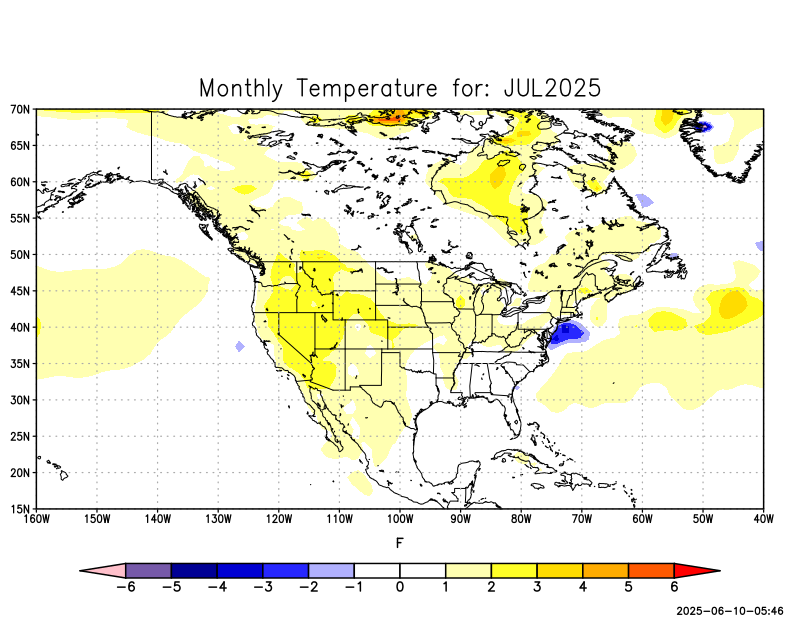 Monthly Temperature for: JUL2025
70N
65N
60N
55N
50N
45N
40N
35N
30N
25N
20N
15N
160W 150W 140W 130W 120W 110W 100W 90W 80W 70W 60W 50W 40W
F
-6 -5 -4 -3 -2 -1 0 1 2 3 4 5 6
2025-06-10-05:46